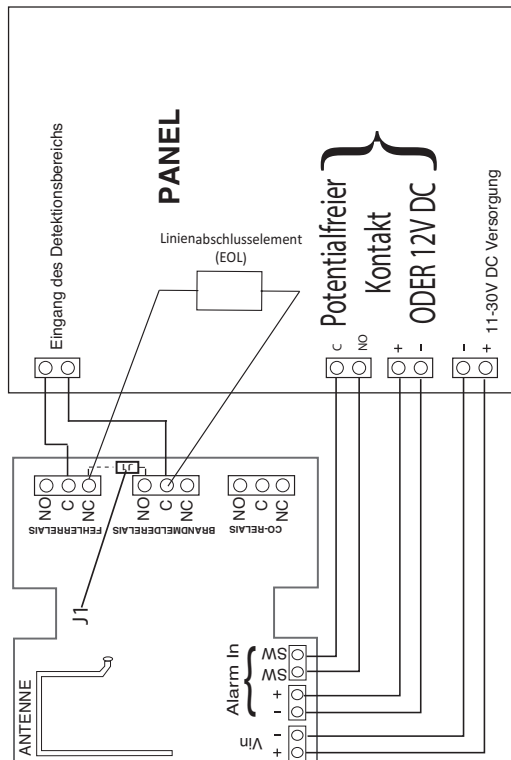 Eingang des Detektionsbereichs
PANEL
Linienabschlusselement
(EOL)
Potentialfreier
Kontakt
ODER 12V DC
C
NO
+
-
-
+
11-30V DC Versorgung
NO
C
NC
FEHLERRELAIS
J1
NO
C
NC
BRANDMELDERELAIS
NO
C
NC
CO-RELAIS
J1
ANTENNE
Alarm In
SW
SW
+
-
Vin
-
+